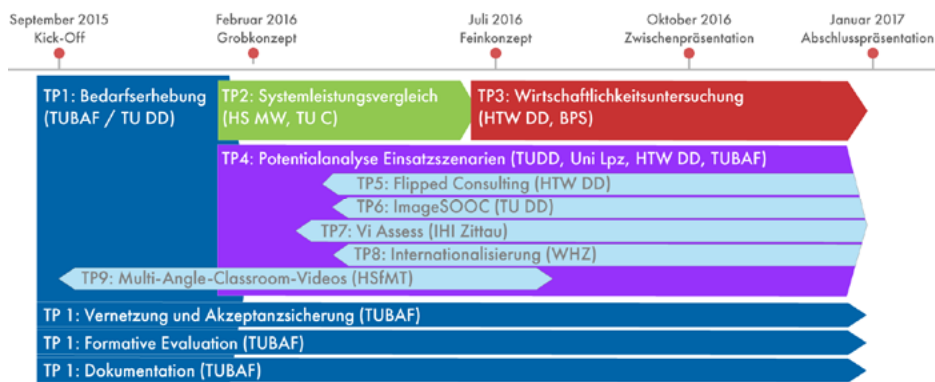 September 2015
Kick-Off
Februar 2016
Grobkonzept
Juli 2016
Feinkonzept
Oktober 2016
Zwischenpräsentation
Januar 2017
Abschlusspräsentation
TP1: Bedarfserhebung
(TUBAF / TU DD)
TP2: Systemleistungsvergleich
(HS MW, TU C)
TP3: Wirtschaftlichkeitsuntersuchung
(HTW DD, BPS)
TP4: Potentialanalyse Einsatzszenarien (TUDD, Uni Lpz, HTW DD, TUBAF)
TP5: Flipped Consulting (HTW DD)
TP6: ImageSOOC (TU DD)
TP7: Vi Assess (IHI Zittau)
TP8: Internationalisierung (WHZ)
TP9: Multi-Angle-Classroom-Videos (HSfMT)
TP 1: Vernetzung und Akzeptanzsicherung (TUBAF)
TP 1: Formative Evaluation (TUBAF)
TP 1: Dokumentation (TUBAF)